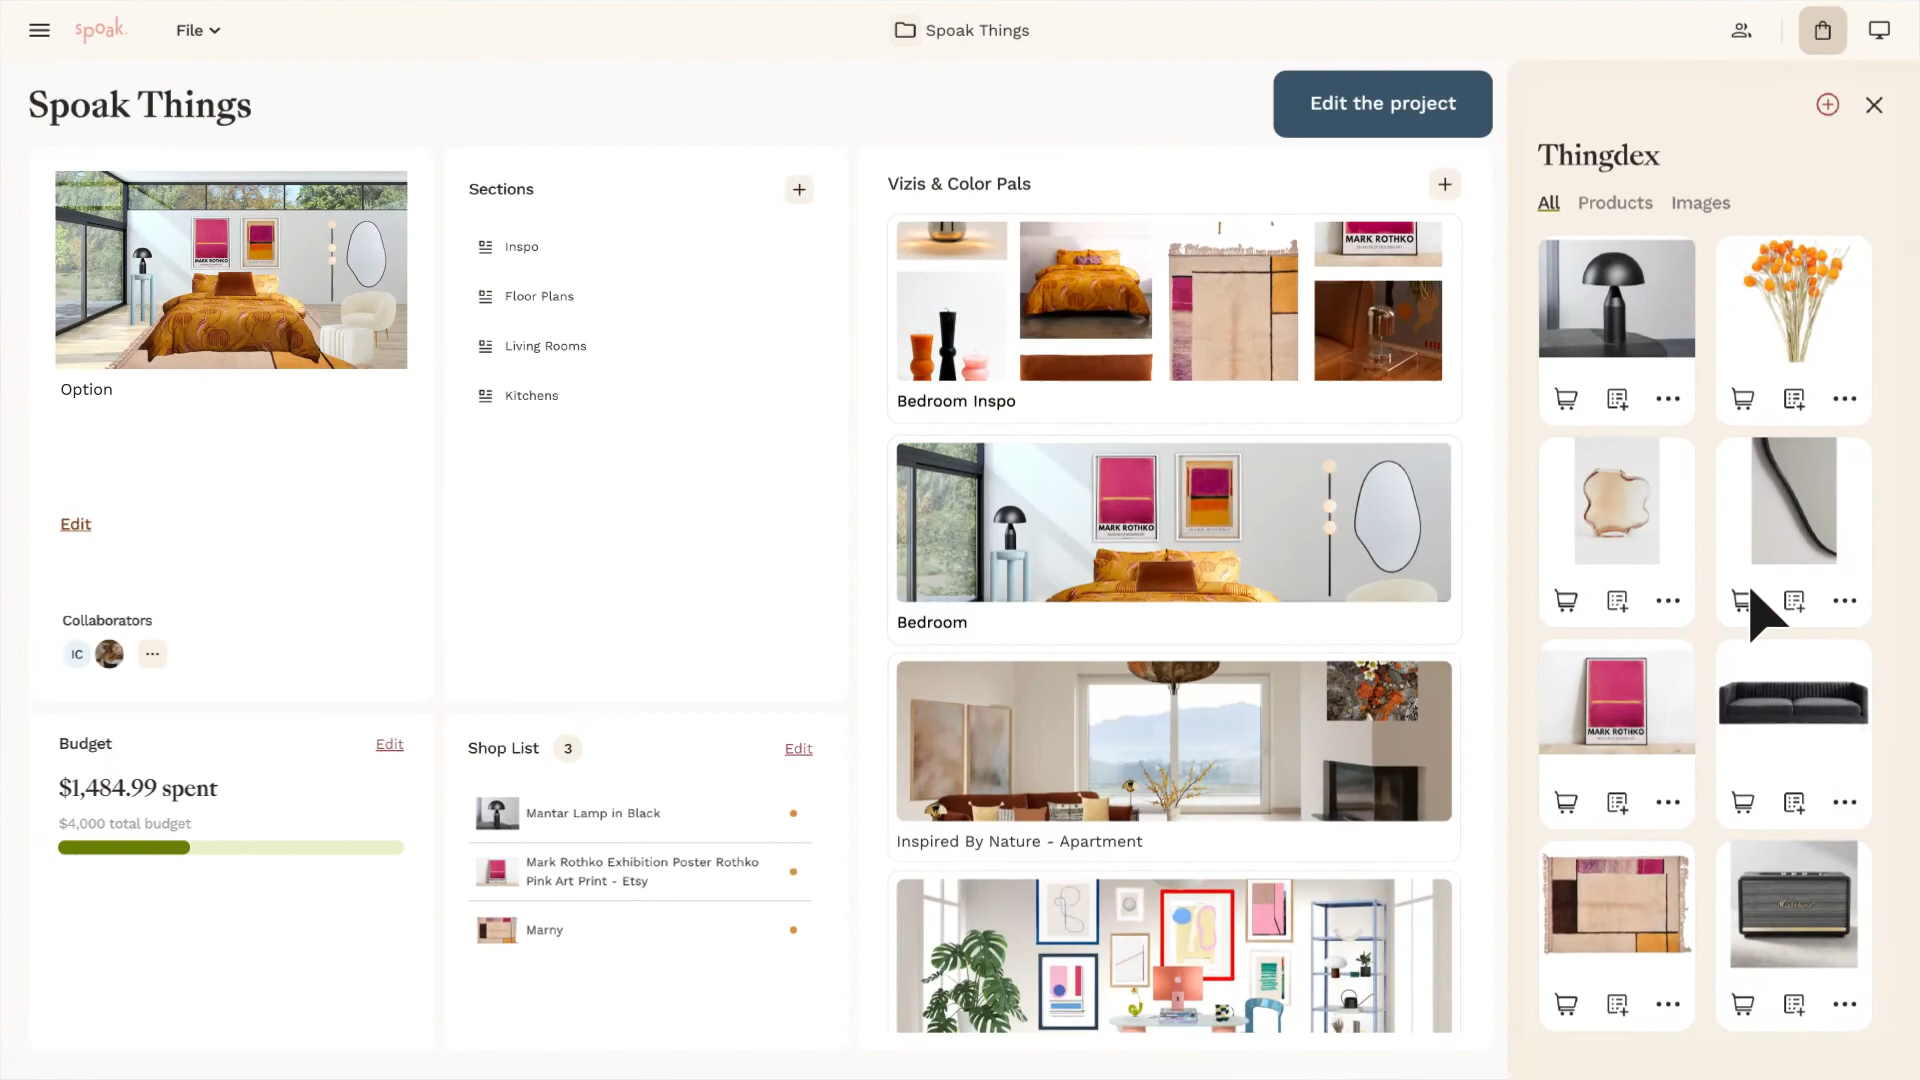 spoak.
File
Spoak Things
Spoak Things
Edit the project
Option
Edit
Collaborators
IC
Sections
Inspo
Floor Plans
Living Rooms
Kitchens
Budget
Edit
$1,484.99 spent
$4,000 total budget
Shop List 3
Edit
Mantar Lamp in Black
Mark Rothko Exhibition Poster Rothko
Pink Art Print - Etsy
Marny
Vizis & Color Pals
MARK ROTHKO
Bedroom Inspo
MARK ROTHKO
Bedroom
Inspired By Nature - Apartment
Thingdex
All
Products
Images
MARK ROTHKO
Marshall